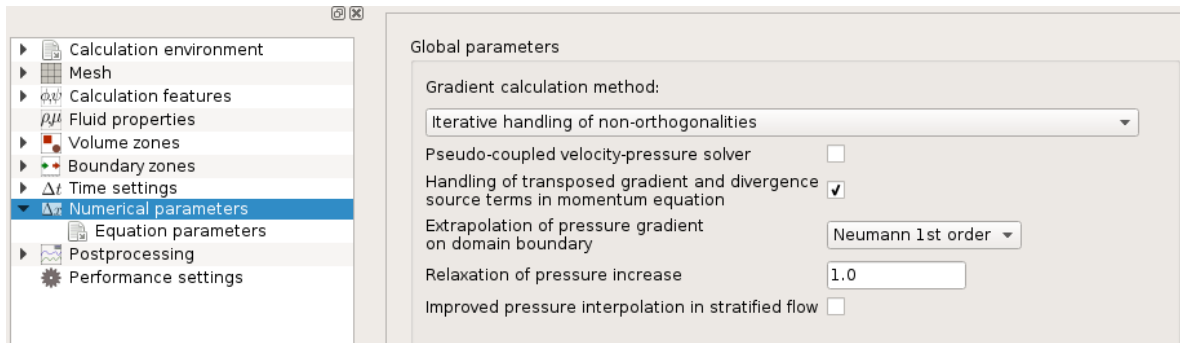 Calculation environment
Mesh
φ,ψ Calculation features
ρ,μ Fluid properties
Volume zones
Boundary zones
Δt Time settings
Numerical parameters
Equation parameters
Postprocessing
Performance settings
Global parameters
Gradient calculation method:
Iterative handling of non-orthogonalities
Pseudo-coupled velocity-pressure solver
Handling of transposed gradient and divergence
source terms in momentum equation
Extrapolation of pressure gradient
on domain boundary
Neumann 1st order
Relaxation of pressure increase
1.0
Improved pressure interpolation in stratified flow